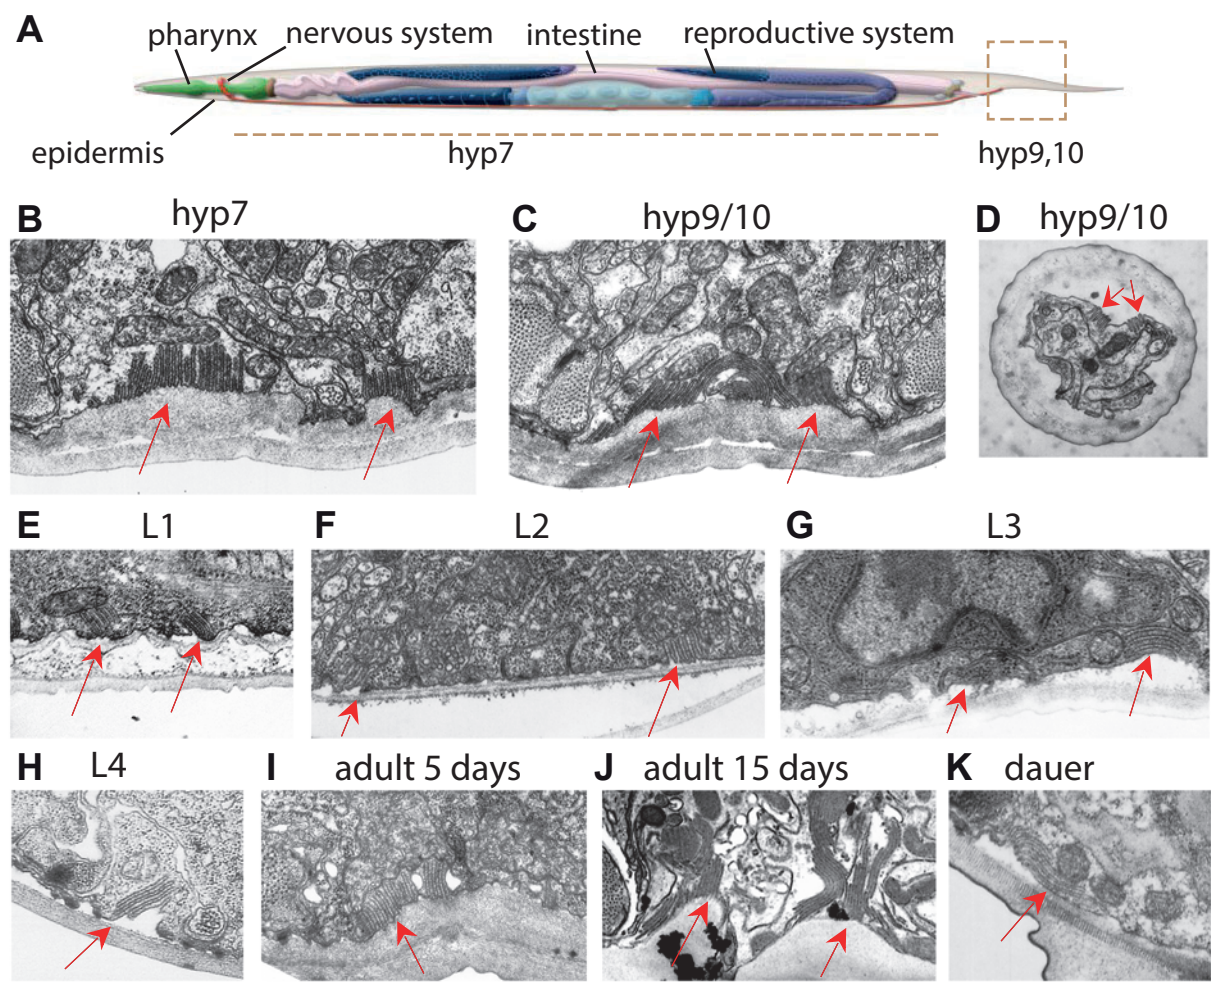 A
pharynx nervous system intestine reproductive system
epidermis hyp7 hyp9,10
B hyp7 C hyp9/10 D hyp9/10
E L1 F L2 G L3
H L4 I adult 5 days J adult 15 days K dauer